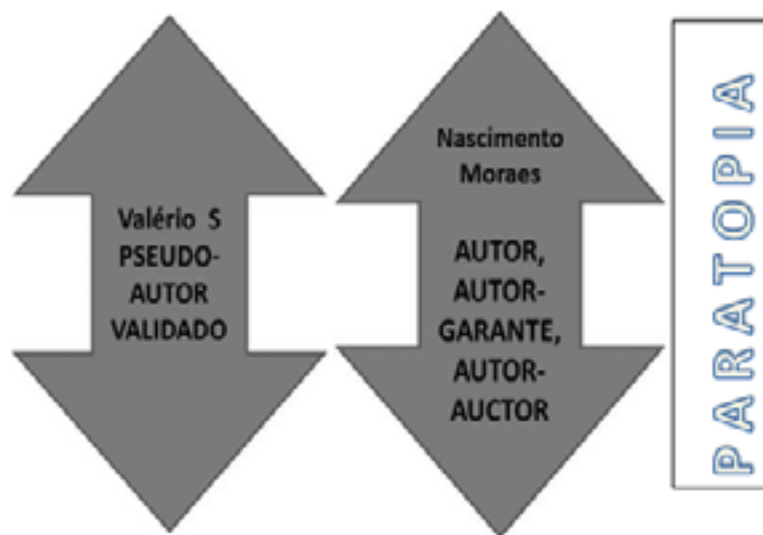 Valério S
PSEUDO-
AUTOR
VALIDADO
Nascimento
Moraes
AUTOR,
AUTOR-
GARANTE,
AUTOR-
AUCTOR
PARATOPIA